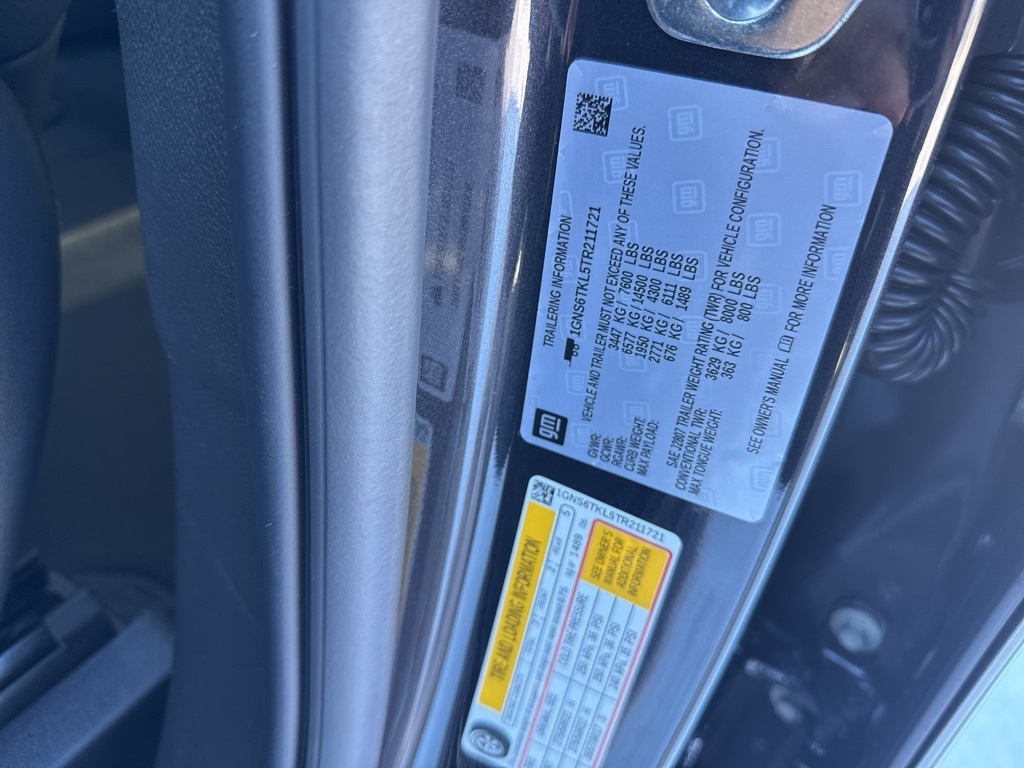 gm
TRAILERING INFORMATION
1GNS6TKL5TR211721
VEHICLE AND TRAILER MUST NOT EXCEED ANY OF THESE VALUES.
GVWR: 3447 KG / 7600 LBS
GCWR: 6577 KG / 14500 LBS
RGAWR: 1950 KG / 4300 LBS
CURB WEIGHT: 2771 KG / 6111 LBS
MAX PAYLOAD: 676 KG / 1489 LBS
SAE J2807 TRAILER WEIGHT RATING (TWR) FOR VEHICLE CONFIGURATION.
CONVENTIONAL TWR: 3629 KG / 8000 LBS
MAX TONGUE WEIGHT: 363 KG / 800 LBS
SEE OWNER'S MANUAL FOR MORE INFORMATION
1GNS6TKL5TR211721
TIRE AND LOADING INFORMATION
COLD TIRE PRESSURE
SEE OWNER'S
MANUAL FOR
ADDITIONAL
INFORMATION